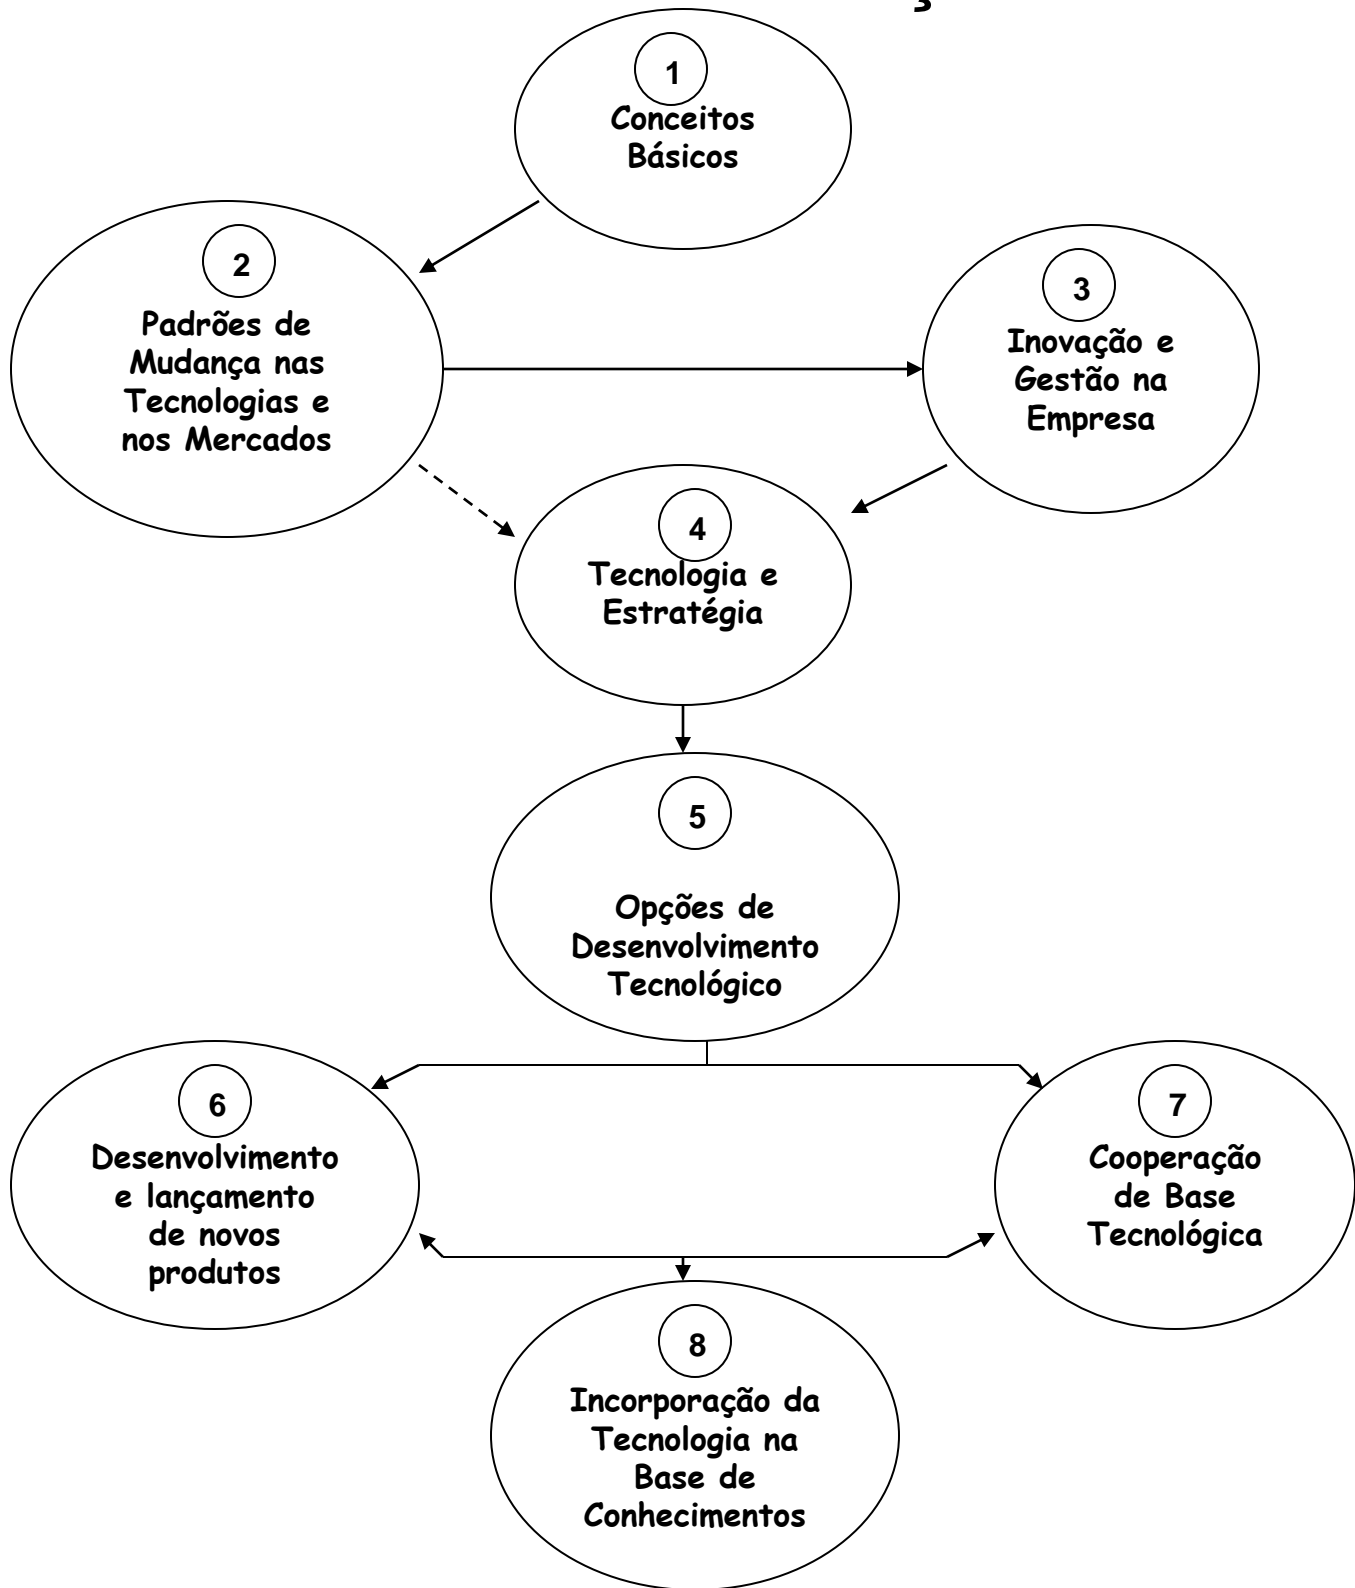 1
Conceitos
Básicos
2
Padrões de
Mudança nas
Tecnologias e
nos Mercados
3
Inovação e
Gestão na
Empresa
4
Tecnologia e
Estratégia
5
Opções de
Desenvolvimento
Tecnológico
6
Desenvolvimento
e lançamento
de novos
produtos
7
Cooperação
de Base
Tecnológica
8
Incorporação da
Tecnologia na
Base de
Conhecimentos